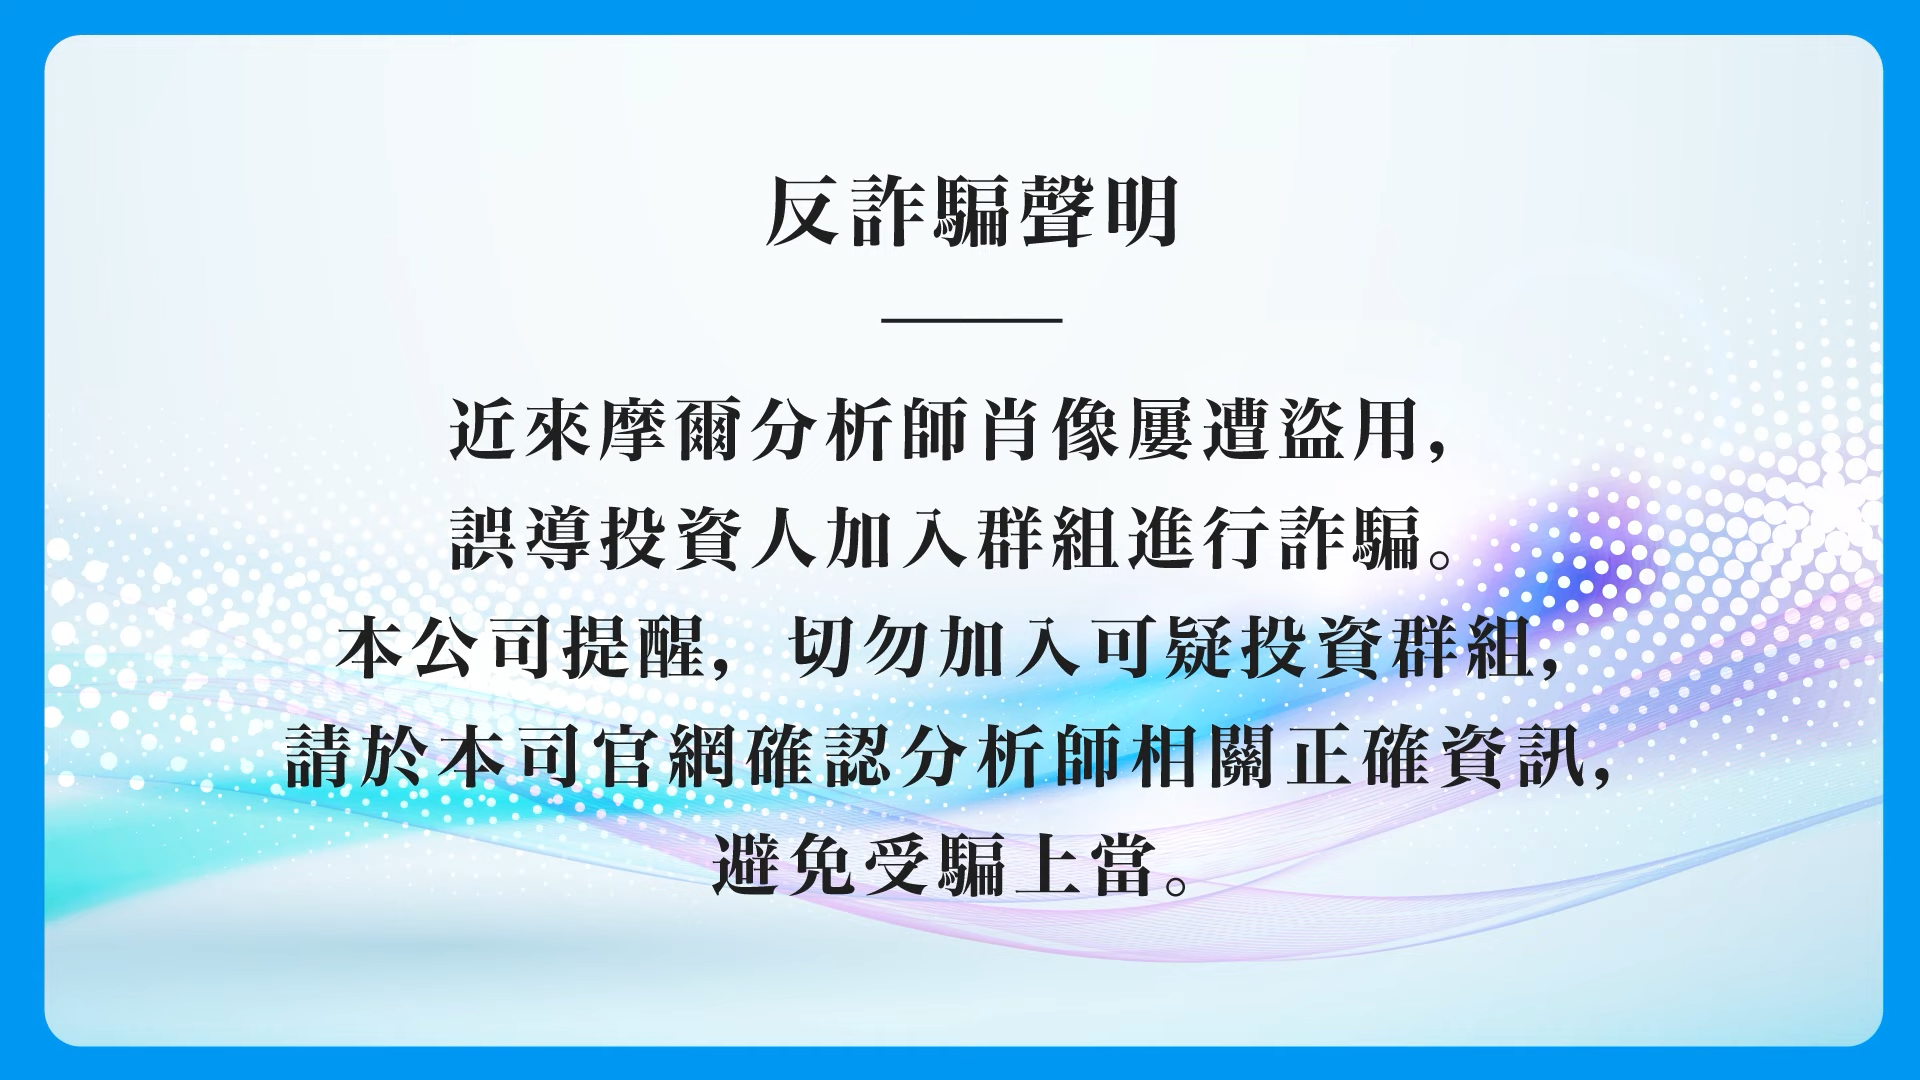 反詐騙聲明
近來摩爾分析師肖像屢遭盜用，
誤導投資人加入群組進行詐騙。
本公司提醒，切勿加入可疑投資群組，
請於本司官網確認分析師相關正確資訊，
避免受騙上當。